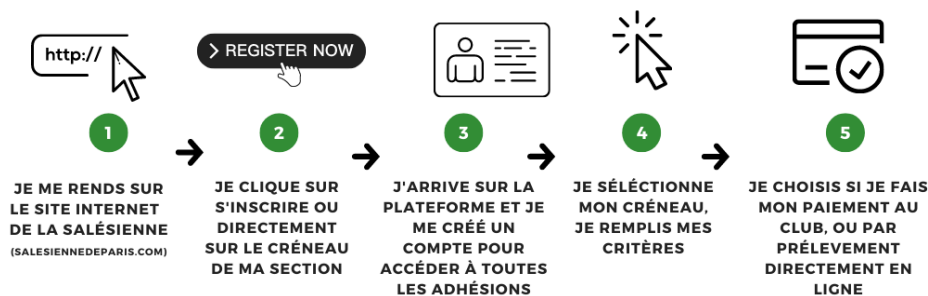 http://
> REGISTER NOW
1
2
3
4
5
JE ME RENDS SUR
LE SITE INTERNET
DE LA SALÉSIENNE
(SALESIENNEDEPARIS.COM)
JE CLIQUE SUR
S'INSCRIRE OU
DIRECTEMENT
SUR LE CRÉNEAU
DE MA SECTION
J'ARRIVE SUR LA
PLATEFORME ET JE
ME CRÉÉ UN
COMPTE POUR
ACCÉDER À TOUTES
LES ADHÉSIONS
JE SÉLÉCTIONNE
MON CRÉNEAU,
JE REMPLIS MES
CRITÈRES
JE CHOISIS SI JE FAIS
MON PAIEMENT AU
CLUB, OU PAR
PRÉLEVEMENT
DIRECTEMENT EN
LIGNE